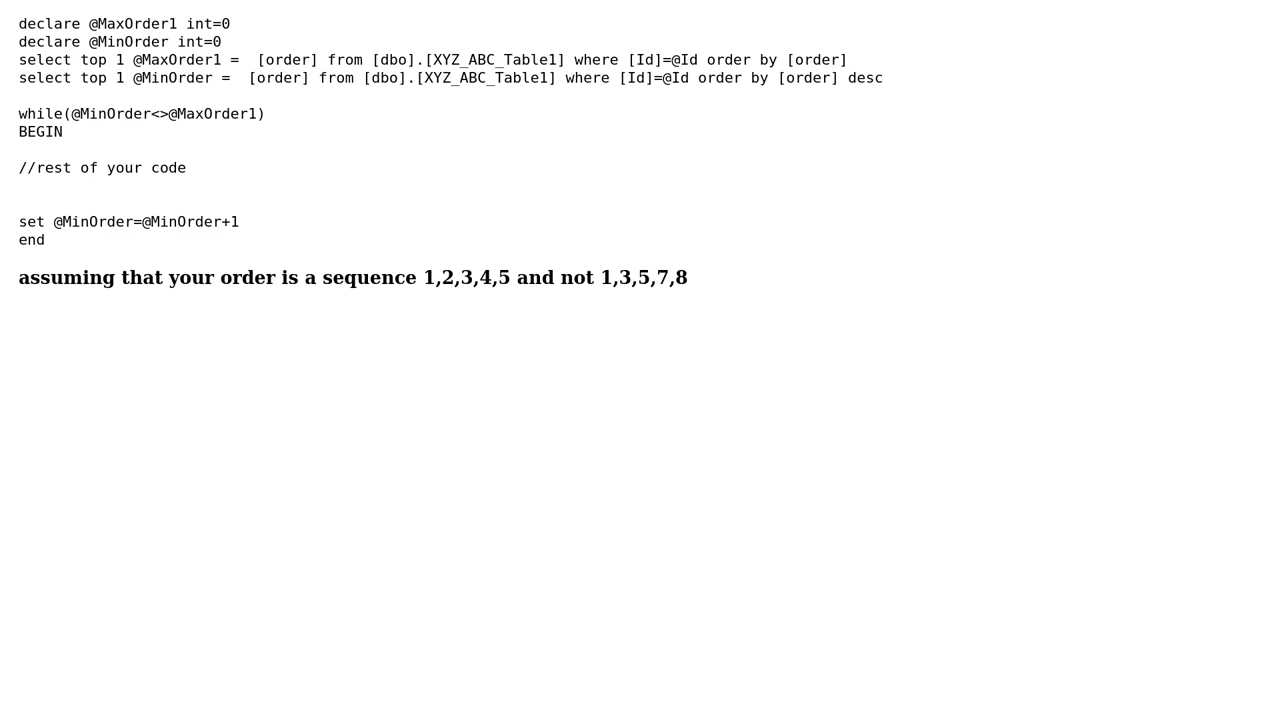 declare @MaxOrder1 int=0
declare @MinOrder int=0
select top 1 @MaxOrder1 =  [order] from [dbo].[XYZ_ABC_Table1] where [Id]=@Id order by [order]
select top 1 @MinOrder =  [order] from [dbo].[XYZ_ABC_Table1] where [Id]=@Id order by [order] desc
while(@MinOrder<>@MaxOrder1)
BEGIN
//rest of your code
set @MinOrder=@MinOrder+1
end
assuming that your order is a sequence 1,2,3,4,5 and not 1,3,5,7,8